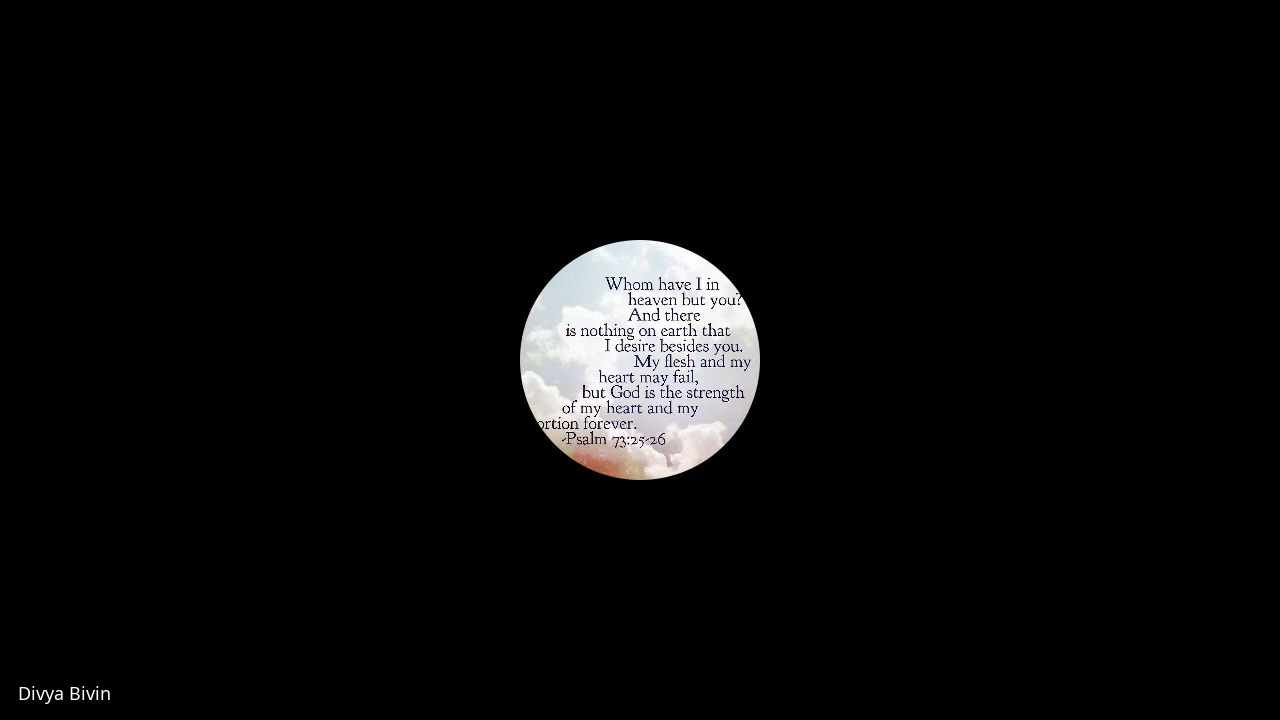 Whom have I in
heaven but you?
And there
is nothing on earth that
I desire besides you.
My flesh and my
heart may fail,
but God is the strength
of my heart and my
ortion forever.
-Psalm 73:25-26
Divya Bivin